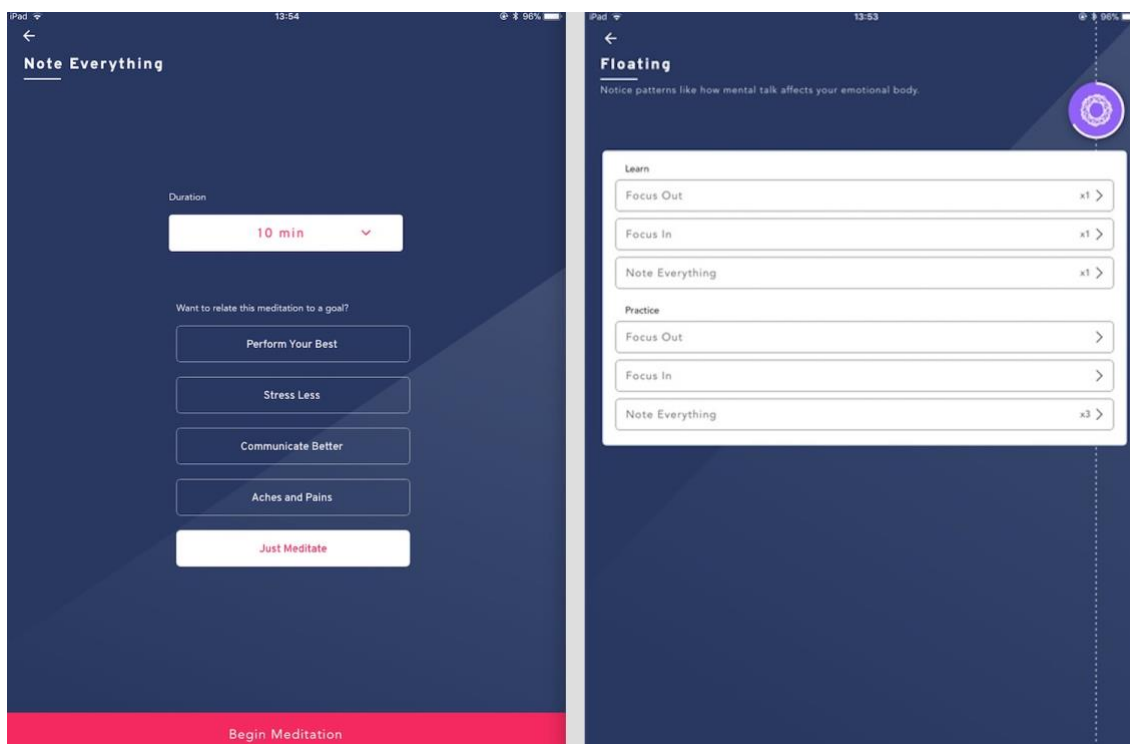 iPad 13:54 96%
Note Everything
Duration
10 min
Want to relate this meditation to a goal?
Perform Your Best
Stress Less
Communicate Better
Aches and Pains
Just Meditate
Begin Meditation
iPad 13:53 96%
Floating
Notice patterns like how mental talk affects your emotional body.
Learn
Focus Out x1
Focus In x1
Note Everything x1
Practice
Focus Out
Focus In
Note Everything x3